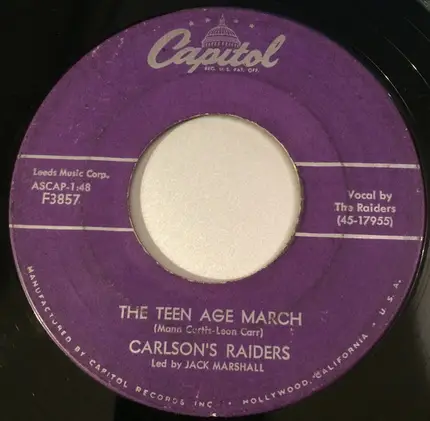 CAPITOL
Capitol
REG. U.S. PAT. OFF.
Leeds Music Corp.
ASCAP-1:48
F3857
Vocal by
The Raiders
(45-17955)
THE TEEN AGE MARCH
(Mann Curtis-Leon Carr)
CARLSON'S RAIDERS
Led by JACK MARSHALL
MANUFACTURED BY CAPITOL RECORDS INC • HOLLYWOOD, CALIFORNIA - U.S.A.